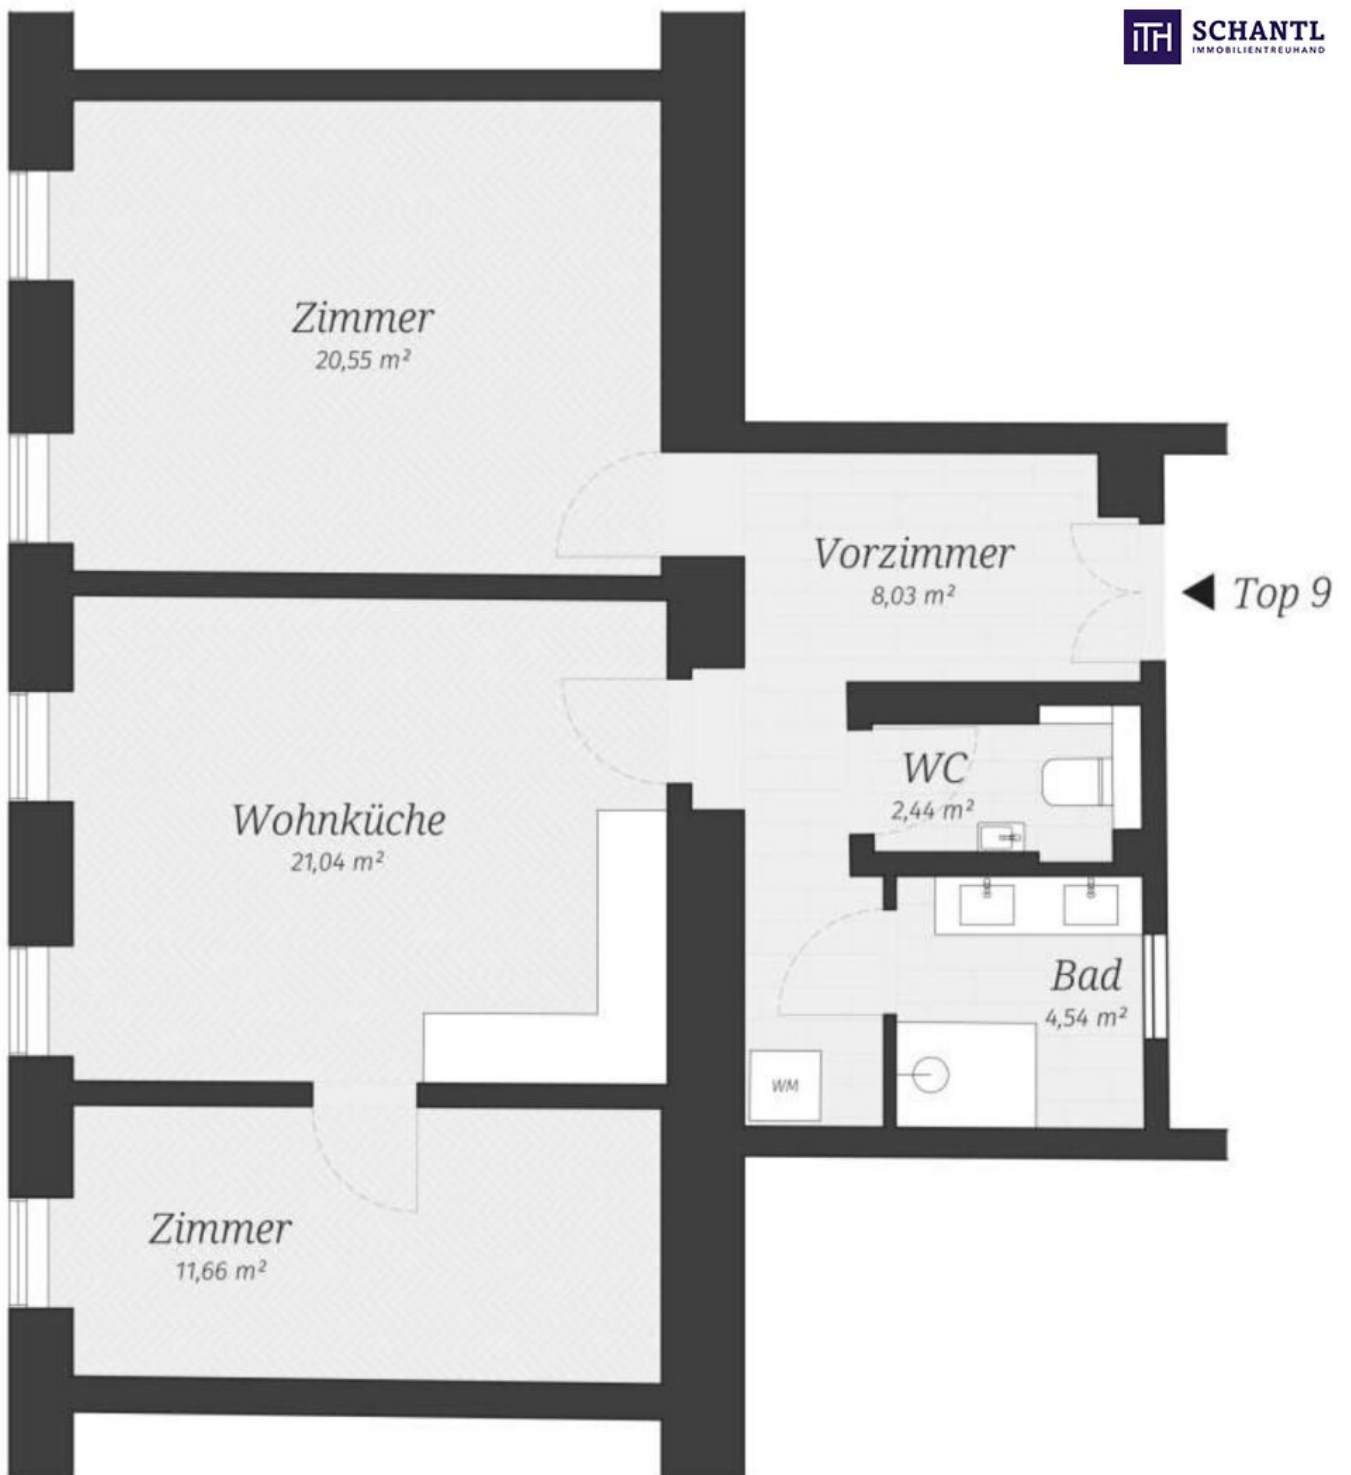 ITH SCHANTL
IMMOBILIENTREUHAND
Zimmer
20,55 m²
Vorzimmer
8,03 m²
Top 9
WC
2,44 m²
Wohnküche
21,04 m²
Bad
4,54 m²
WM
Zimmer
11,66 m²